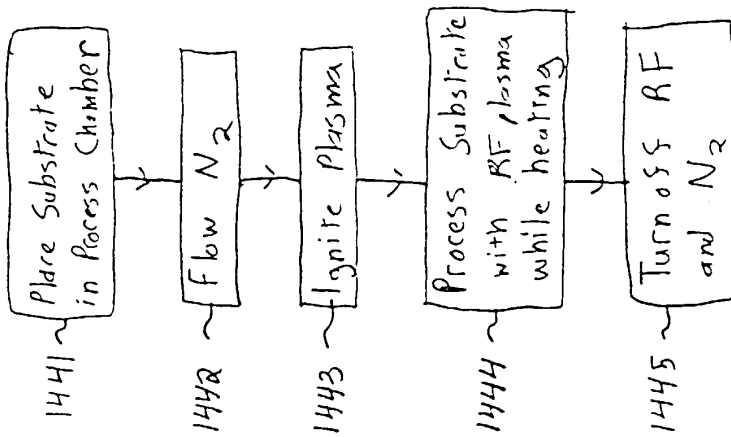 Place Substrate
in Process Chamber
1441
Flow N2
1442
Ignite Plasma
1443
Process Substrate
with RF plasma
while heating
1444
Turn off RF
and N2
1445